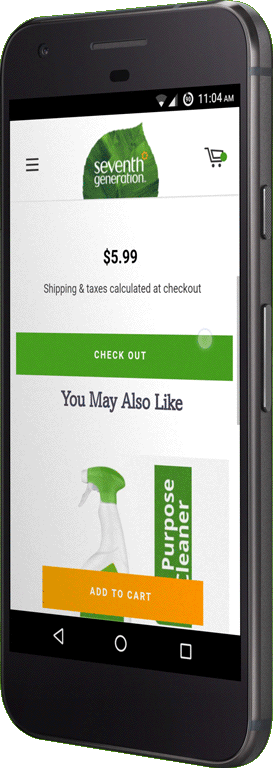 11:04 AM
seventh
generation.
$5.99
Shipping & taxes calculated at checkout
CHECK OUT
You May Also Like
Purpose
Cleaner
ADD TO CART